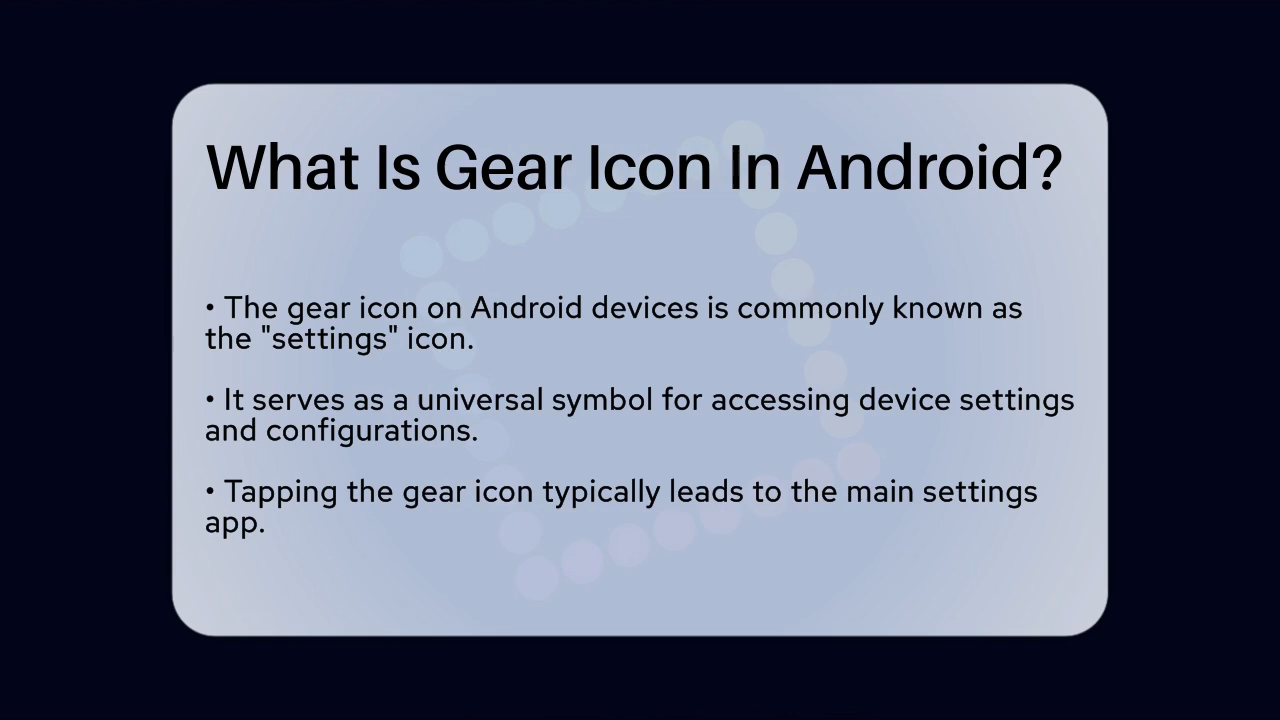 What Is Gear Icon In Android?
• The gear icon on Android devices is commonly known as
the "settings" icon.
• It serves as a universal symbol for accessing device settings
and configurations.
• Tapping the gear icon typically leads to the main settings
app.